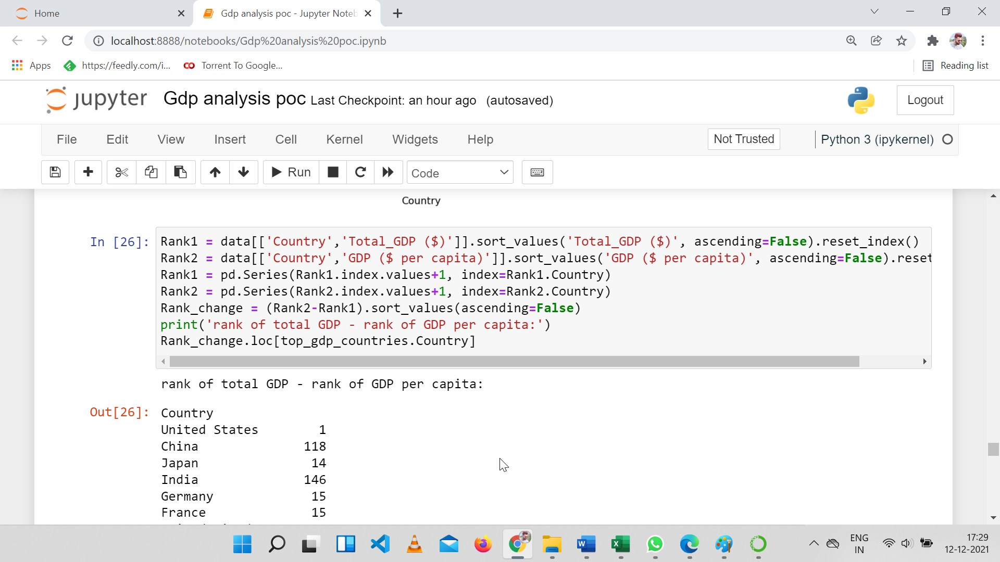 Home
Gdp analysis poc - Jupyter Noteb
localhost:8888/notebooks/Gdp%20analysis%20poc.ipynb
Apps
https://feedly.com/i...
Torrent To Google...
Reading list
jupyter
Gdp analysis poc Last Checkpoint: an hour ago (autosaved)
Logout
File Edit View Insert Cell Kernel Widgets Help
Not Trusted
Python 3 (ipykernel)
Run
Code
Country
In [26]:
Rank1 = data[['Country','Total_GDP ($)']].sort_values('Total_GDP ($)', ascending=False).reset_index()
Rank2 = data[['Country','GDP ($ per capita)']].sort_values('GDP ($ per capita)', ascending=False).reset
Rank1 = pd.Series(Rank1.index.values+1, index=Rank1.Country)
Rank2 = pd.Series(Rank2.index.values+1, index=Rank2.Country)
Rank_change = (Rank2-Rank1).sort_values(ascending=False)
print('rank of total GDP - rank of GDP per capita:')
Rank_change.loc[top_gdp_countries.Country]
rank of total GDP - rank of GDP per capita:
Out[26]:
Country
United States 1
China 118
Japan 14
India 146
Germany 15
France 15
ENG
IN
17:29
12-12-2021